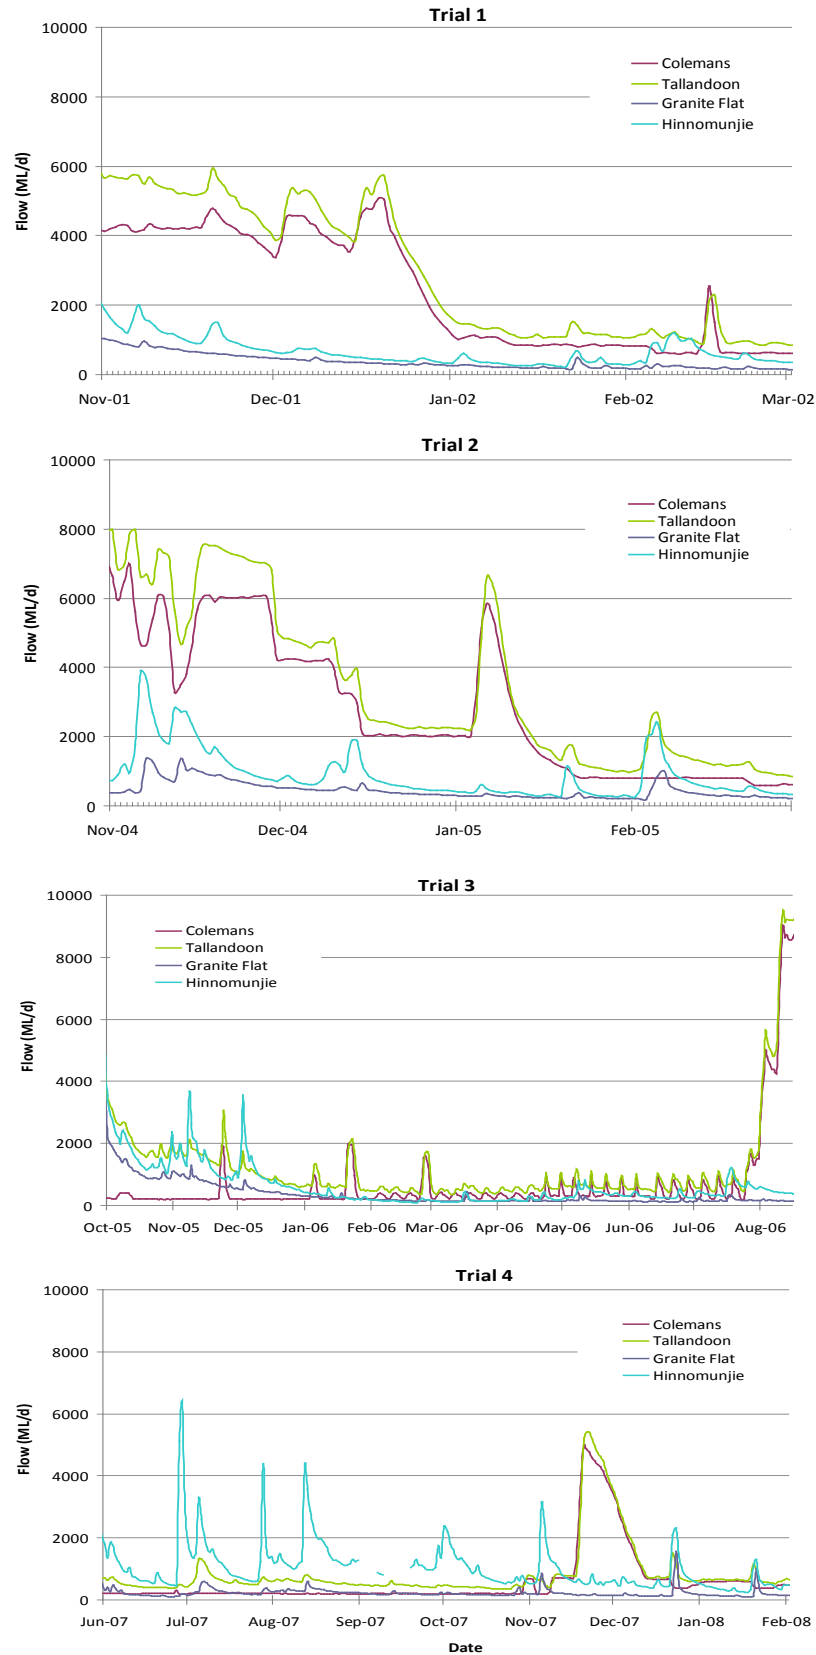 Trial 1
10000
8000
6000
4000
2000
0
Flow (ML/d)
Colemans
Tallandoon
Granite Flat
Hinnomunjie
Nov-01 Dec-01 Jan-02 Feb-02 Mar-02
Trial 2
10000
8000
6000
4000
2000
0
Flow (ML/d)
Colemans
Tallandoon
Granite Flat
Hinnomunjie
Nov-04 Dec-04 Jan-05 Feb-05
Trial 3
10000
8000
6000
4000
2000
0
Flow (ML/d)
Colemans
Tallandoon
Granite Flat
Hinnomunjie
Oct-05 Nov-05 Dec-05 Jan-06 Feb-06 Mar-06 Apr-06 May-06 Jun-06 Jul-06 Aug-06
Trial 4
10000
8000
6000
4000
2000
0
Flow (ML/d)
Colemans
Tallandoon
Granite Flat
Hinnomunjie
Jun-07 Jul-07 Aug-07 Sep-07 Oct-07 Nov-07 Dec-07 Jan-08 Feb-08
Date